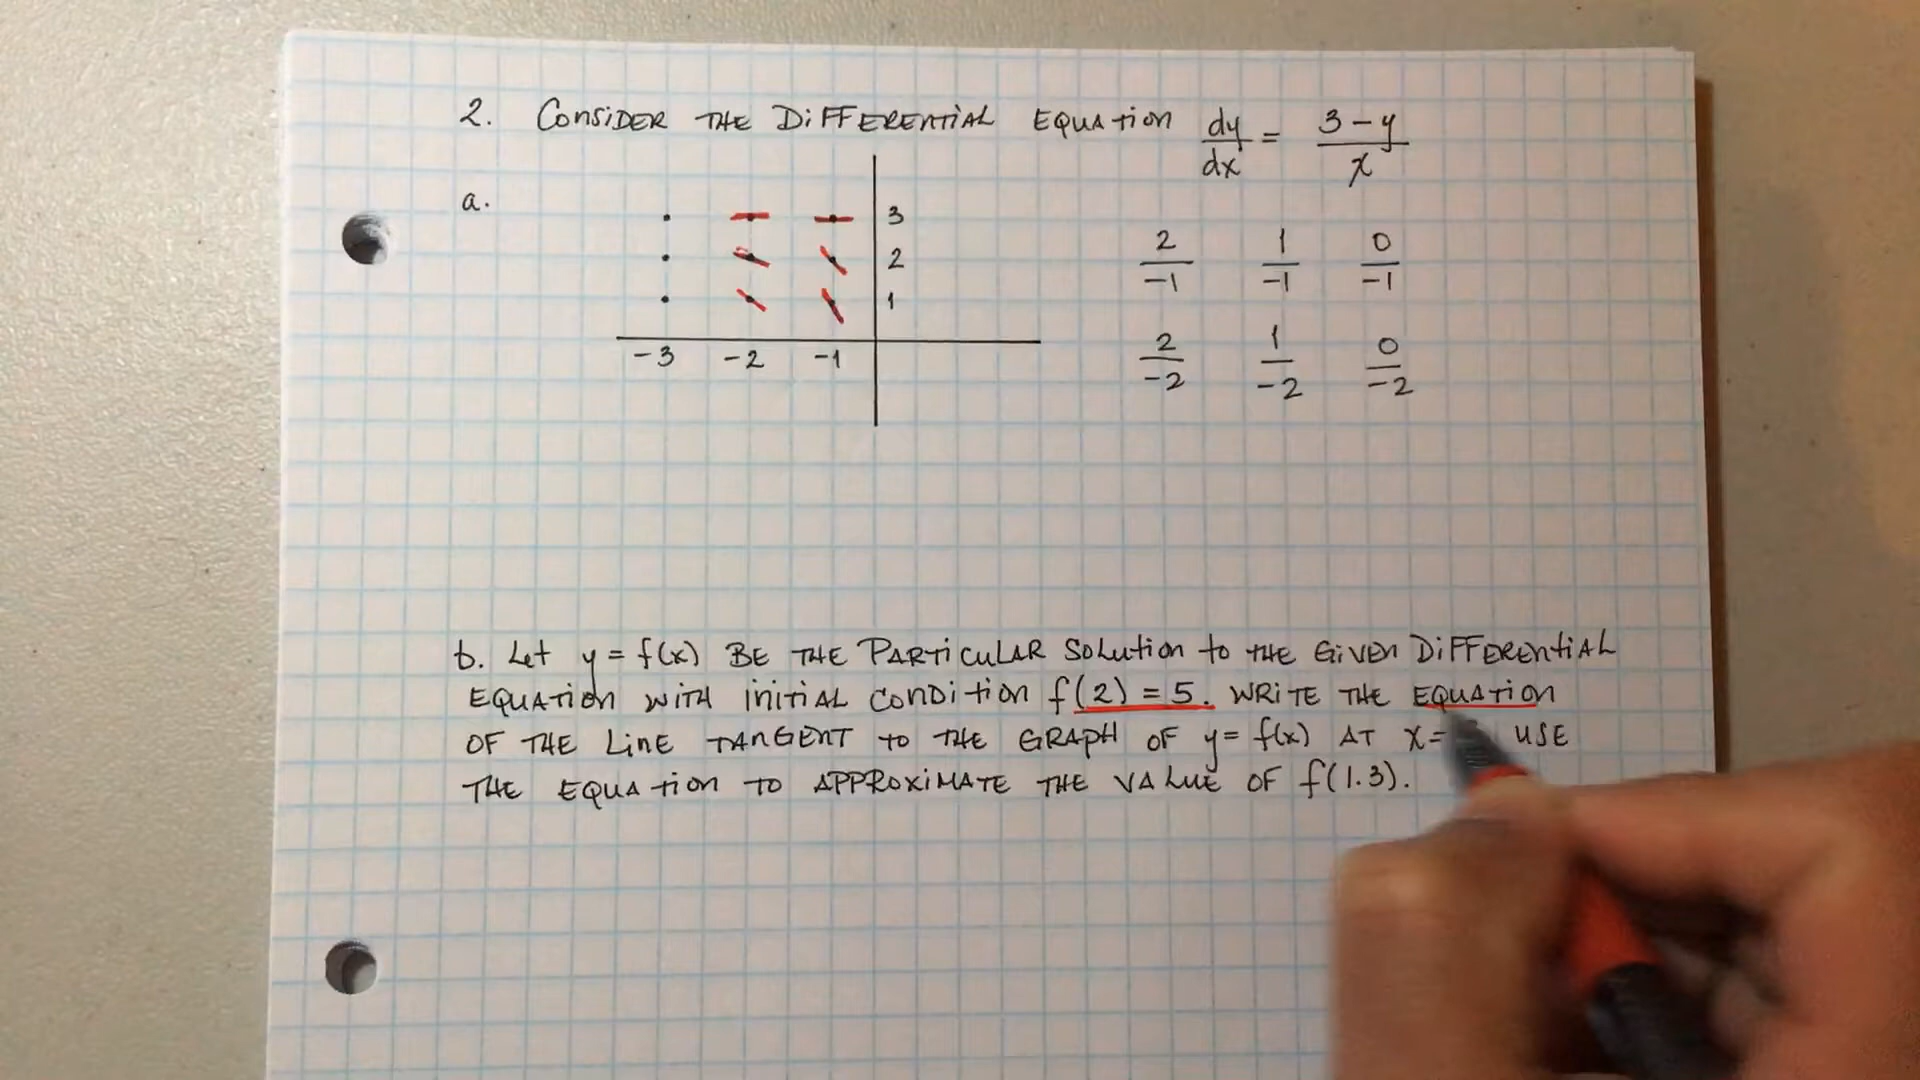 2. CONSIDER THE DIFFERENTIAL EQUATION dy/dx = 3-y/x
a.
3
2
1
-3 -2 -1
2/-1 1/-1 0/-1
2/-2 1/-2 0/-2
b. Let y = f(x) BE THE PARTICULAR SOLUTION TO THE GIVEN DIFFERENTIAL
EQUATION WITH INITIAL CONDITION f(2) = 5. WRITE THE EQUATION
OF THE LINE TANGENT TO THE GRAPH OF y = f(x) AT x= USE
THE EQUATION TO APPROXIMATE THE VALUE OF f(1.3).